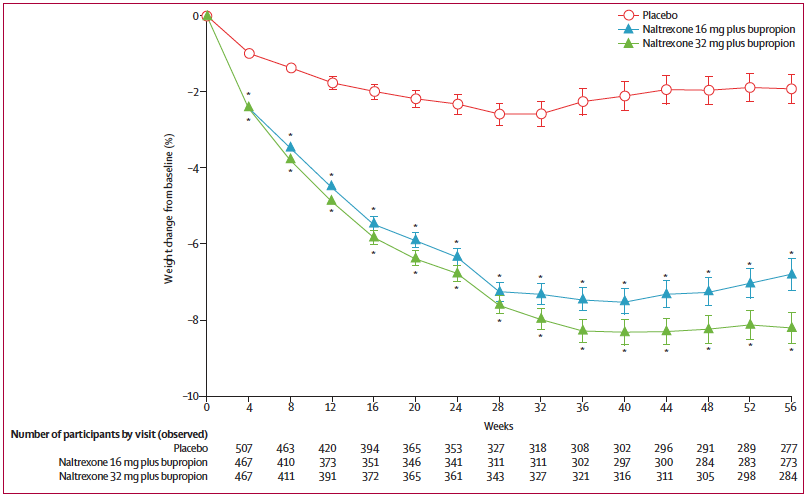 Placebo
Naltrexone 16 mg plus bupropion
Naltrexone 32 mg plus bupropion
Weight change from baseline (%)
0
−2
−4
−6
−8
−10
* * * * * * * * * * * * * *
* * * * * * * * * * * * * *
0 4 8 12 16 20 24 28 32 36 40 44 48 52 56
Weeks
Number of participants by visit (observed)
Placebo 507 463 420 394 365 353 327 318 308 302 296 291 289 277
Naltrexone 16 mg plus bupropion 467 410 373 351 346 341 311 311 302 297 300 284 283 273
Naltrexone 32 mg plus bupropion 467 411 391 372 365 361 343 327 321 316 311 305 298 284